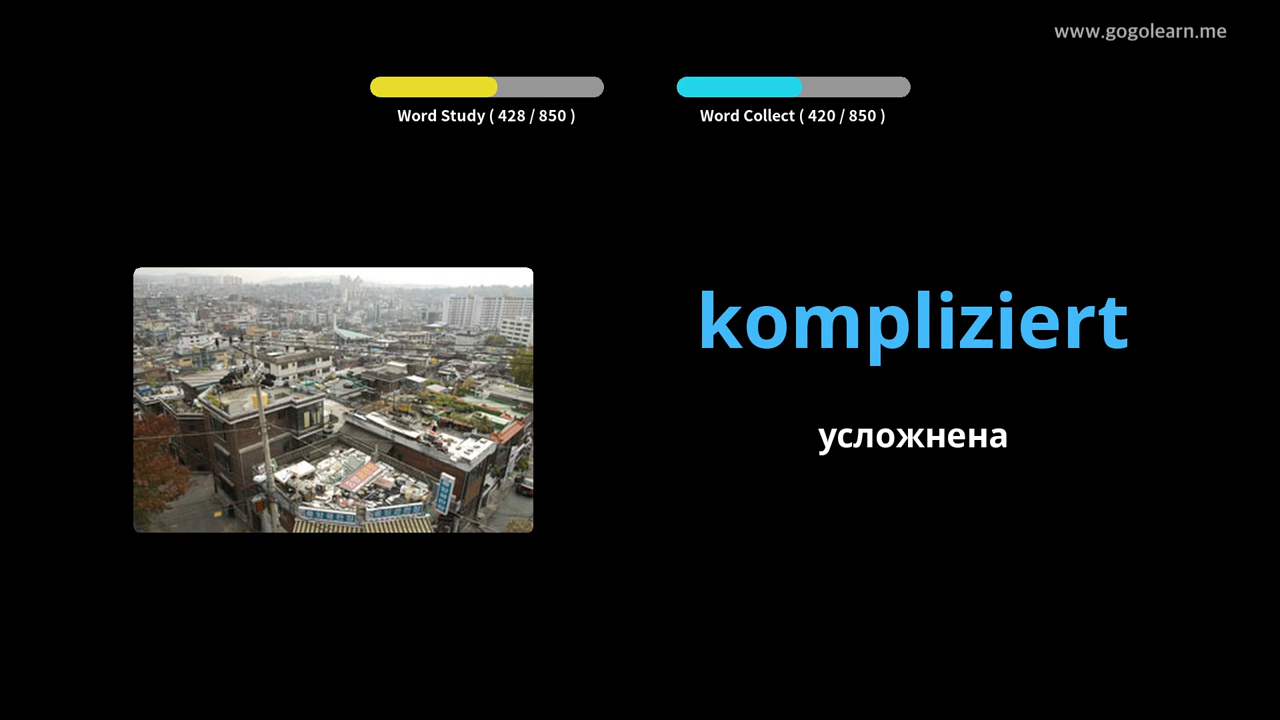 www.gogolearn.me
Word Study ( 428 / 850 )
Word Collect ( 420 / 850 )
kompliziert
усложнена